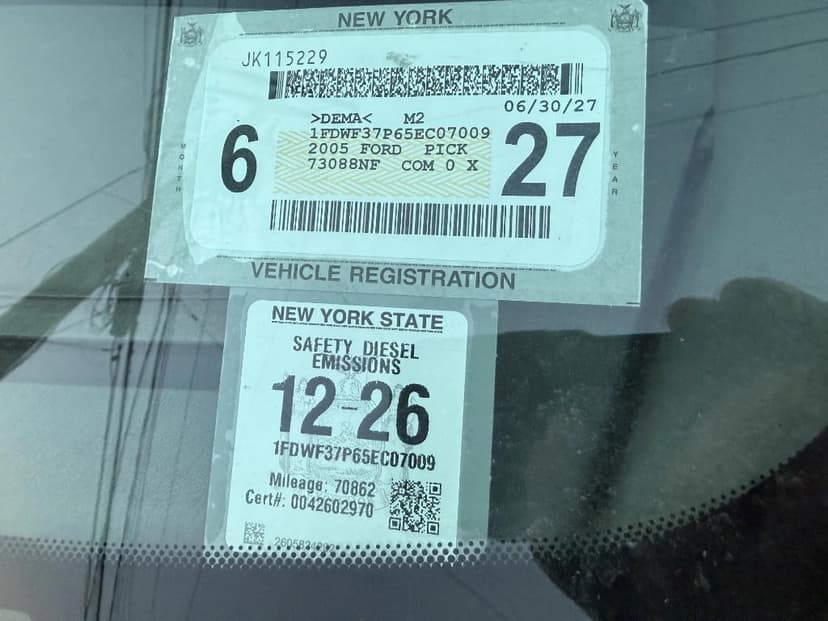 NEW YORK
JK115229
06/30/27
>DEMA< M2
1FDWF37P65EC07009
2005 FORD PICK
73088NF COM 0 X
MONTH
6
27
YEAR
VEHICLE REGISTRATION
NEW YORK STATE
SAFETY DIESEL
EMISSIONS
12-26
1FDWF37P65EC07009
Mileage: 70862
Cert#: 0042602970